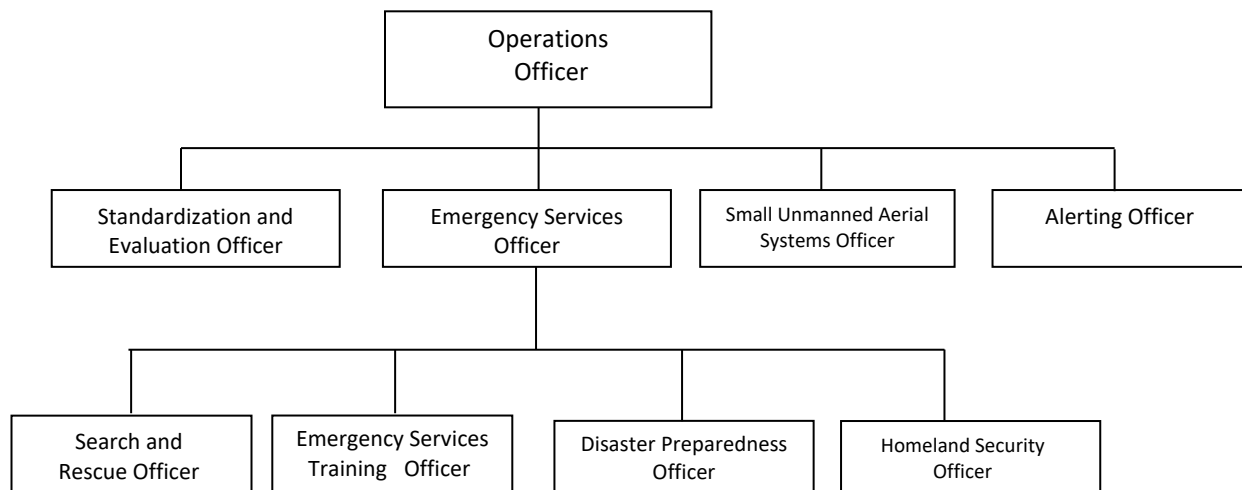 Operations
Officer
Standardization and
Evaluation Officer
Emergency Services
Officer
Small Unmanned Aerial
Systems Officer
Alerting Officer
Search and
Rescue Officer
Emergency Services
Training Officer
Disaster Preparedness
Officer
Homeland Security
Officer